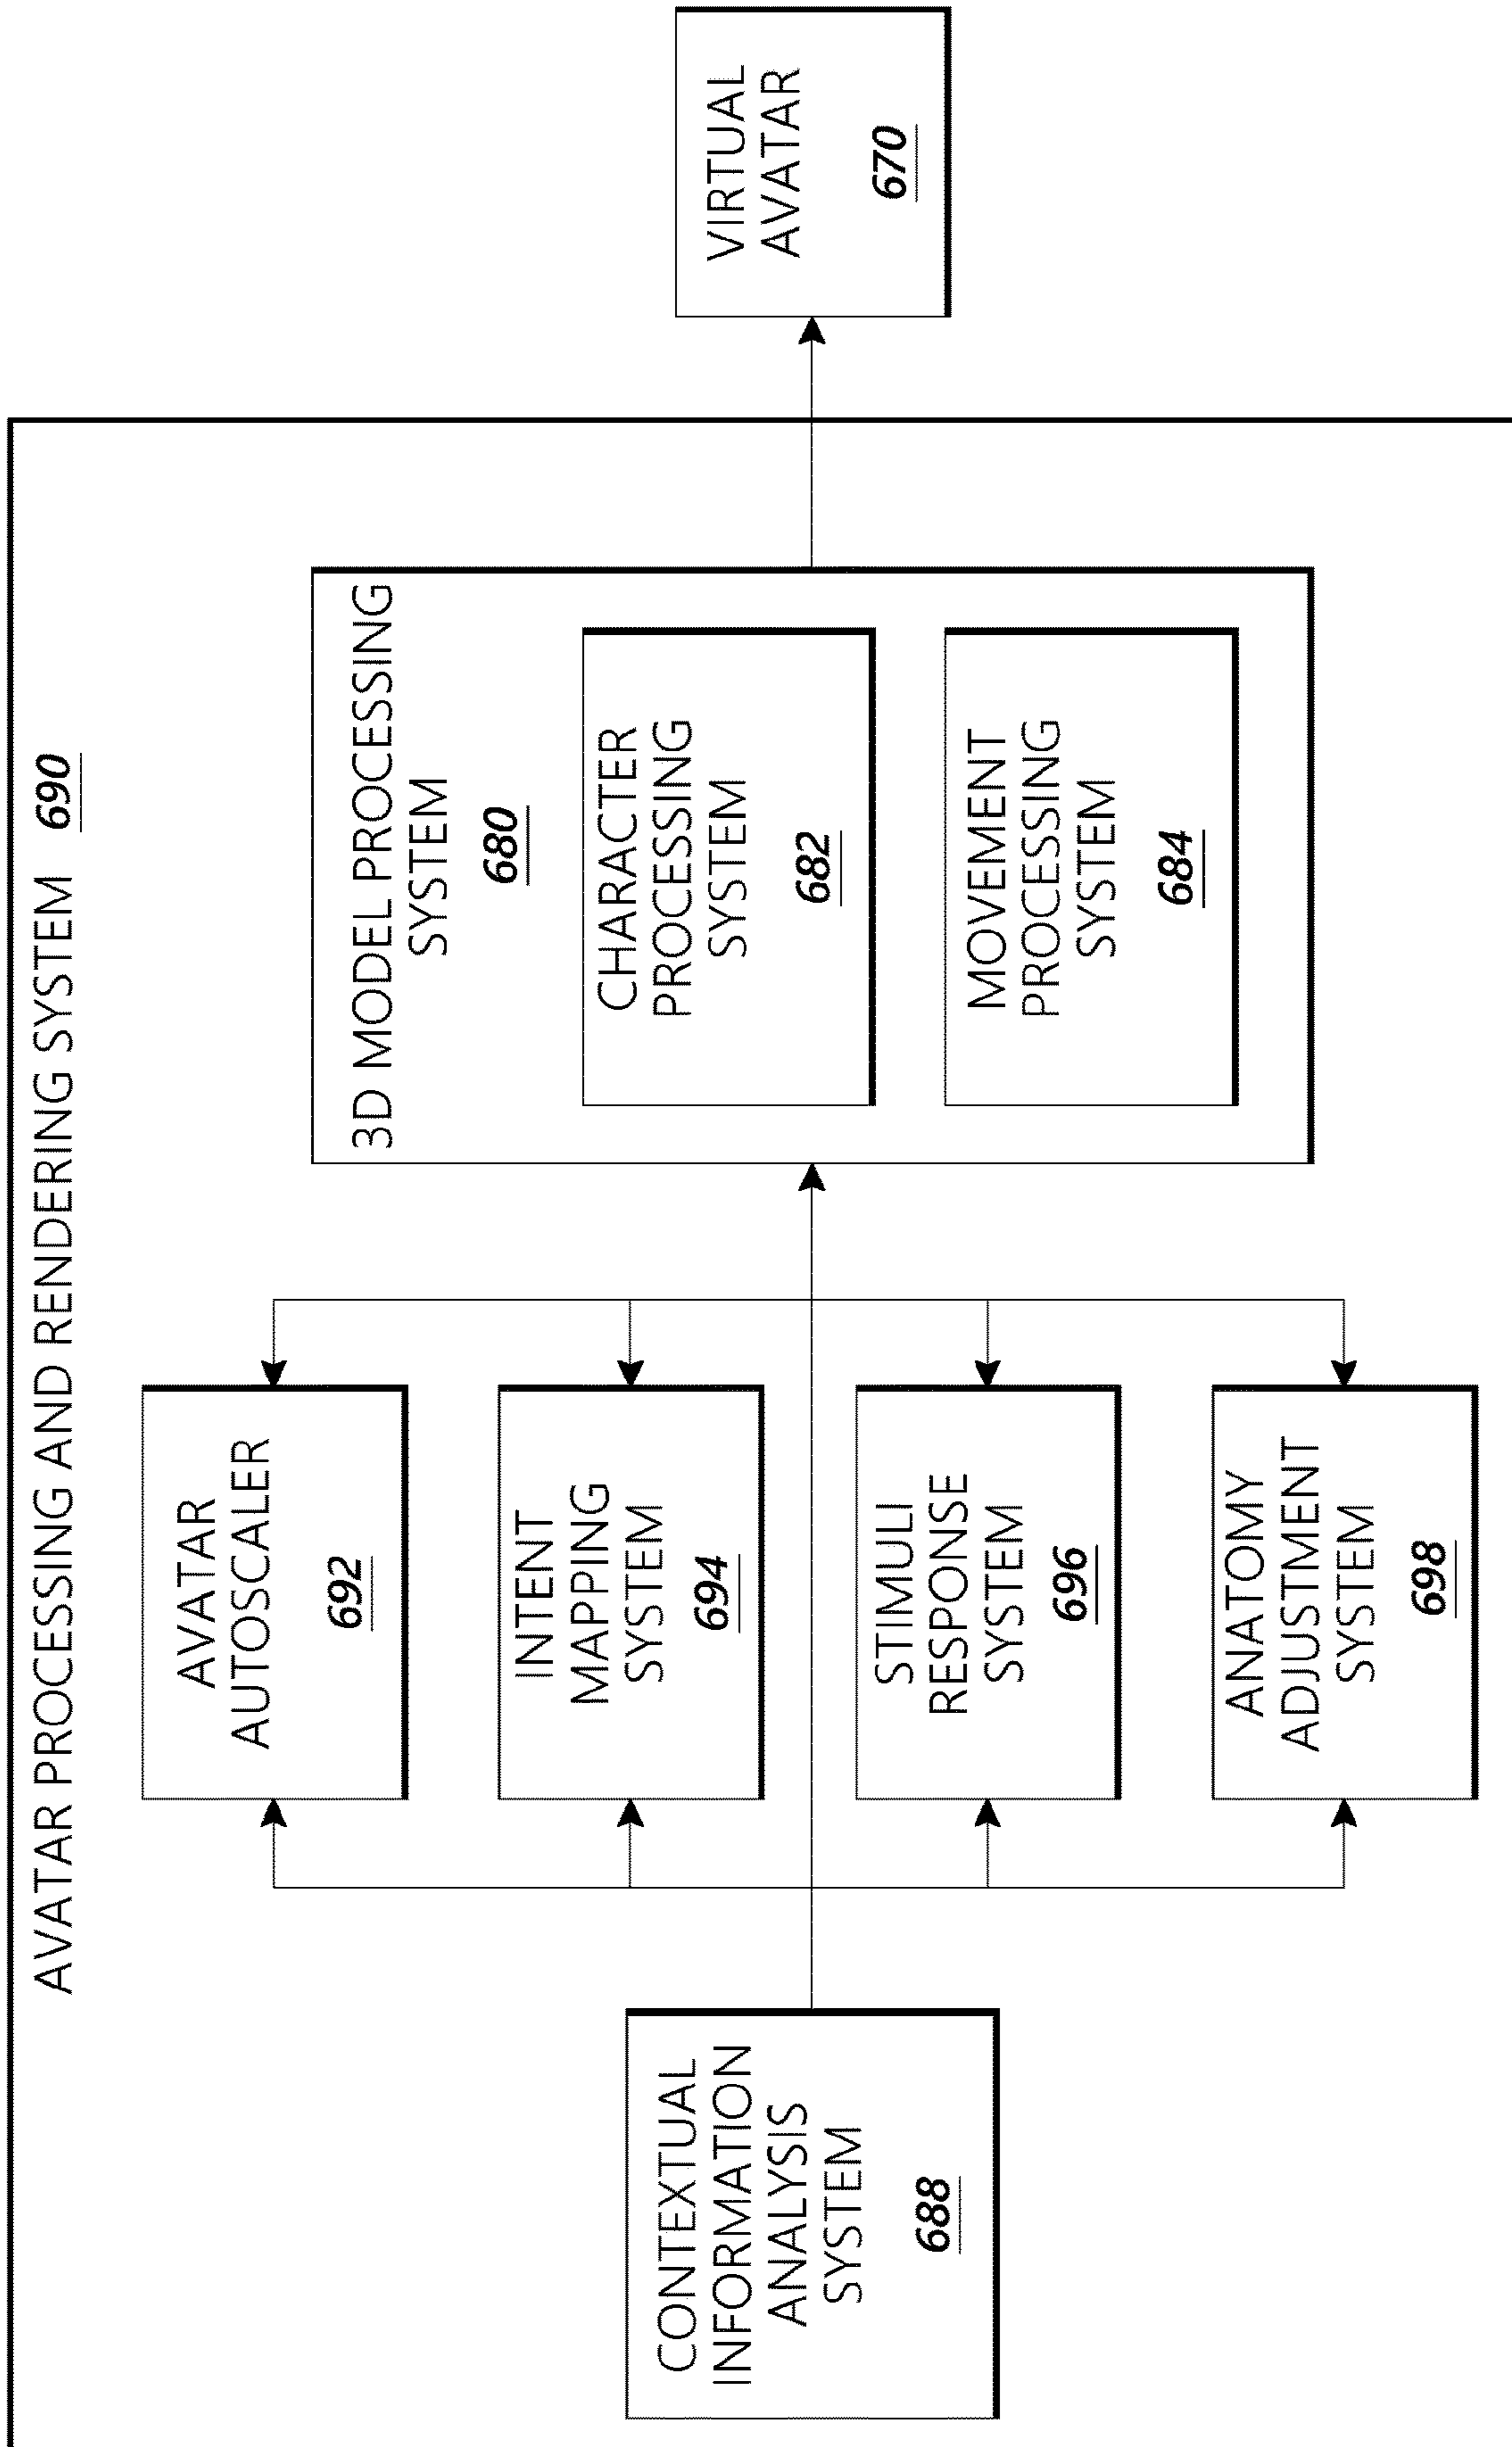 AVATAR PROCESSING AND RENDERING SYSTEM 690
CONTEXTUAL
INFORMATION
ANALYSIS
SYSTEM
688
AVATAR
AUTOSCALER
692
INTENT
MAPPING
SYSTEM
694
STIMULI
RESPONSE
SYSTEM
696
ANATOMY
ADJUSTMENT
SYSTEM
698
3D MODEL PROCESSING
SYSTEM
680
CHARACTER
PROCESSING
SYSTEM
682
MOVEMENT
PROCESSING
SYSTEM
684
VIRTUAL
AVATAR
670